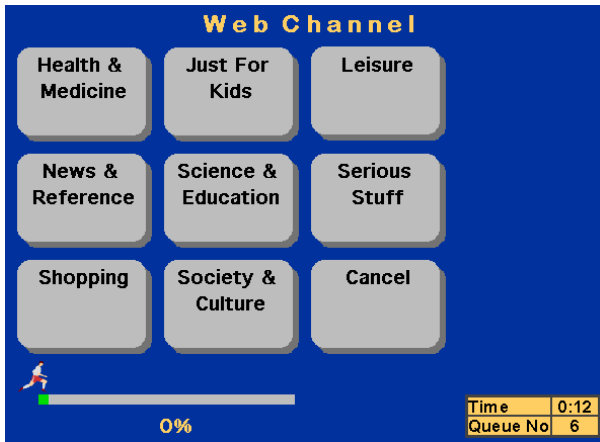 Web Channel
Health &
Medicine
Just For
Kids
Leisure
News &
Reference
Science &
Education
Serious
Stuff
Shopping
Society &
Culture
Cancel
0%
Time 0:12
Queue No 6